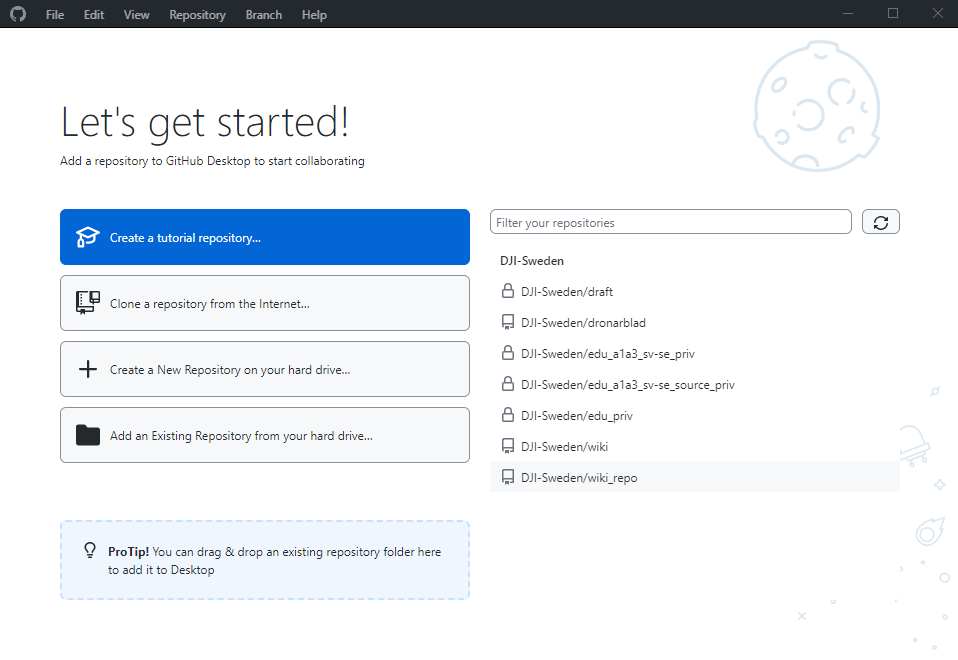 File Edit View Repository Branch Help
Let's get started!
Add a repository to GitHub Desktop to start collaborating
Create a tutorial repository...
Clone a repository from the Internet...
Create a New Repository on your hard drive...
Add an Existing Repository from your hard drive...
ProTip! You can drag & drop an existing repository folder here
to add it to Desktop
Filter your repositories
DJI-Sweden
DJI-Sweden/draft
DJI-Sweden/dronarblad
DJI-Sweden/edu_a1a3_sv-se_priv
DJI-Sweden/edu_a1a3_sv-se_source_priv
DJI-Sweden/edu_priv
DJI-Sweden/wiki
DJI-Sweden/wiki_repo